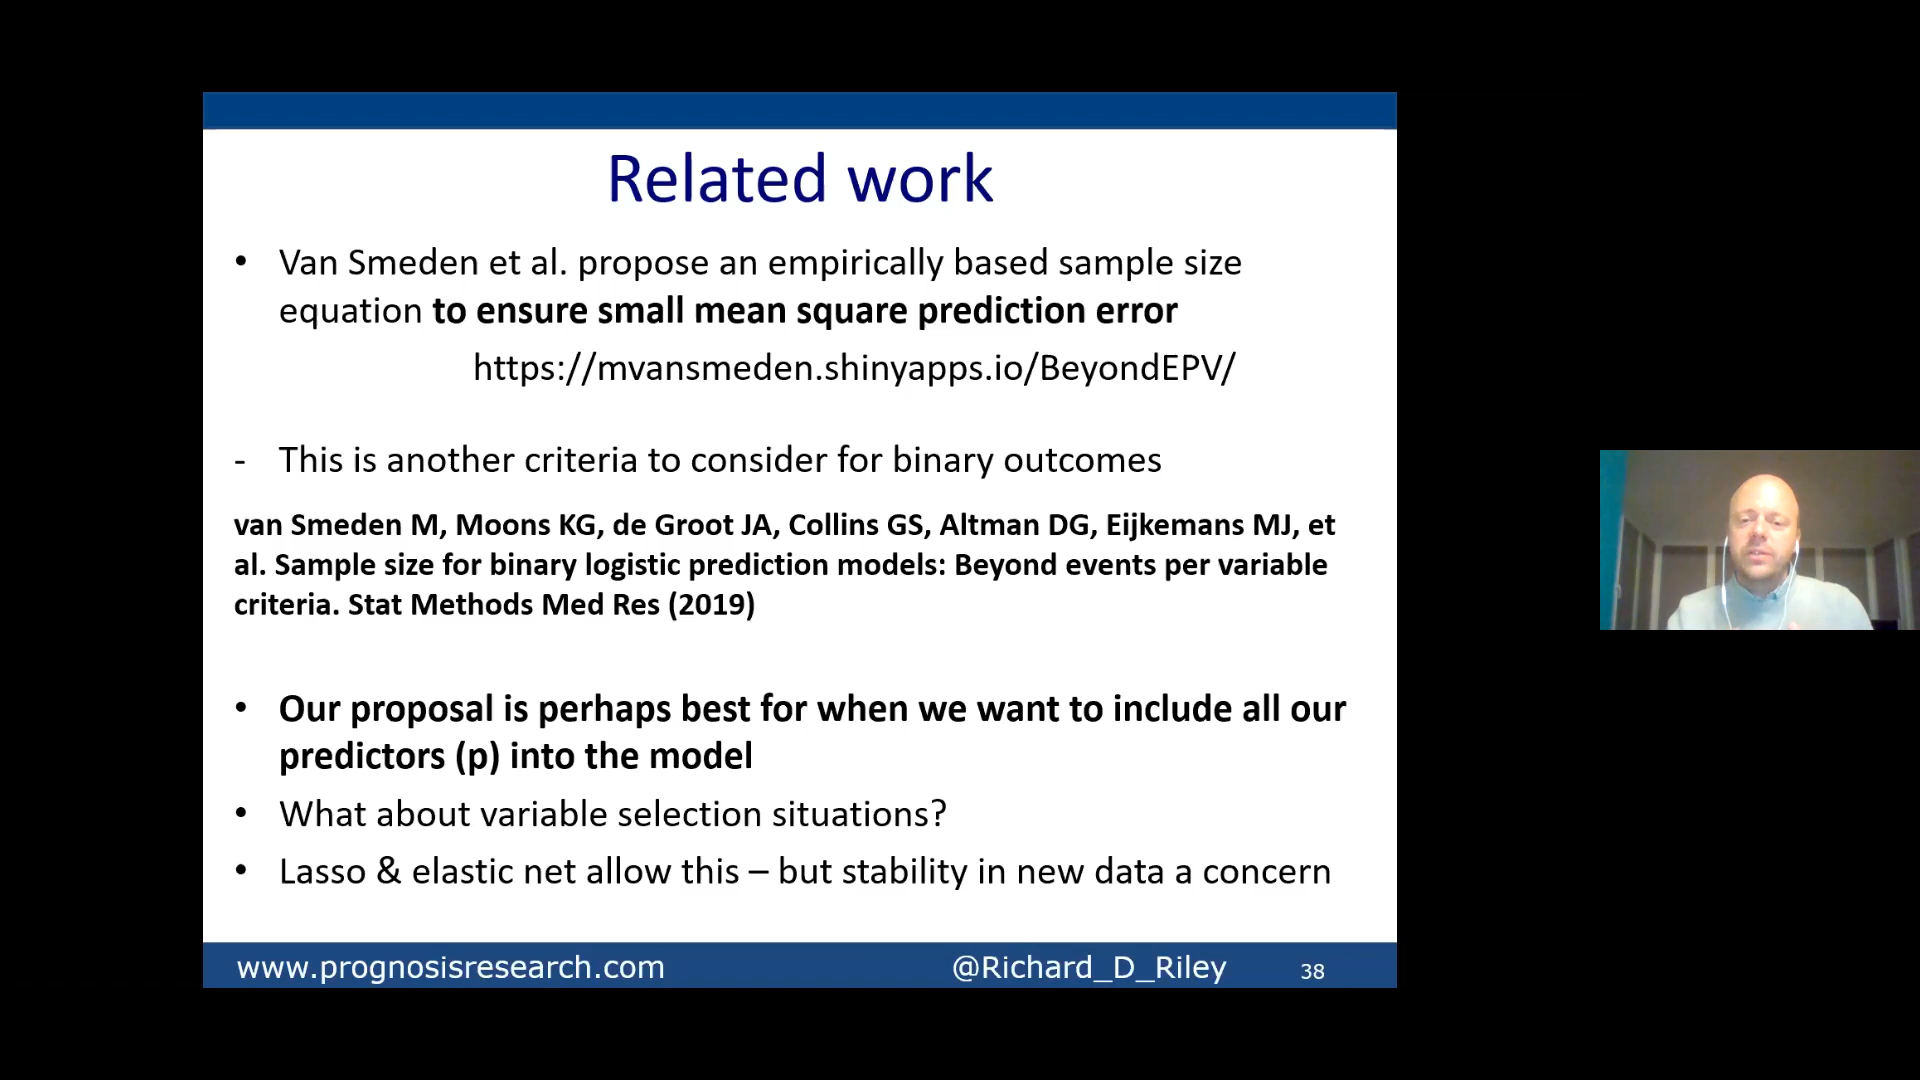 Related work
• Van Smeden et al. propose an empirically based sample size
equation to ensure small mean square prediction error
https://mvansmeden.shinyapps.io/BeyondEPV/
- This is another criteria to consider for binary outcomes
van Smeden M, Moons KG, de Groot JA, Collins GS, Altman DG, Eijkemans MJ, et
al. Sample size for binary logistic prediction models: Beyond events per variable
criteria. Stat Methods Med Res (2019)
• Our proposal is perhaps best for when we want to include all our
predictors (p) into the model
• What about variable selection situations?
• Lasso & elastic net allow this – but stability in new data a concern
www.prognosisresearch.com @Richard_D_Riley 38